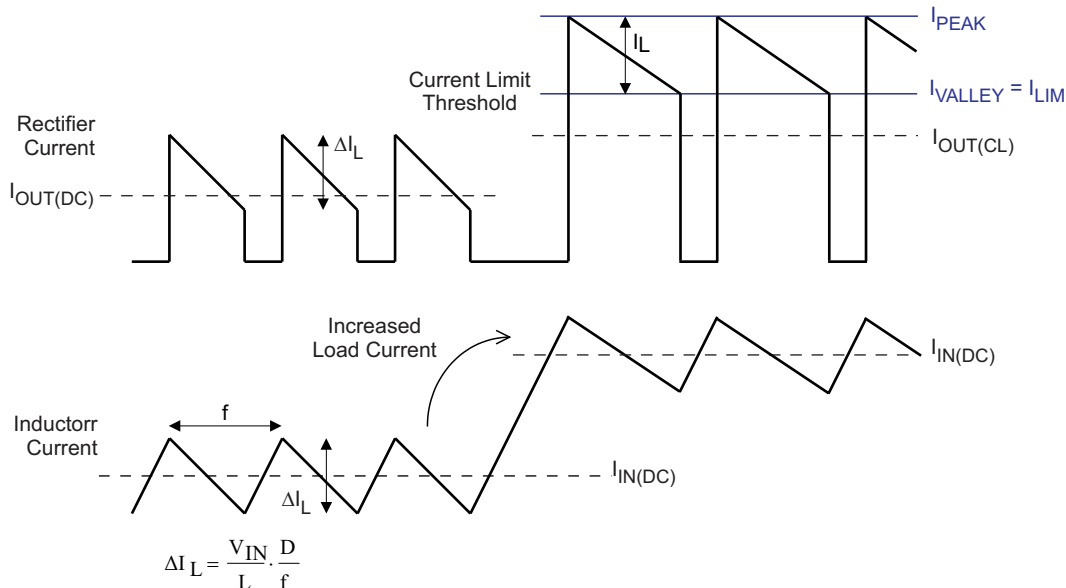 I_PEAK
I_L
Current Limit
Threshold
I_VALLEY = I_LIM
Rectifier
Current
ΔI_L
I_OUT(CL)
I_OUT(DC)
Increased
Load Current
I_IN(DC)
f
Inductorr
Current
I_IN(DC)
ΔI_L
ΔI_L = V_IN/L · D/f